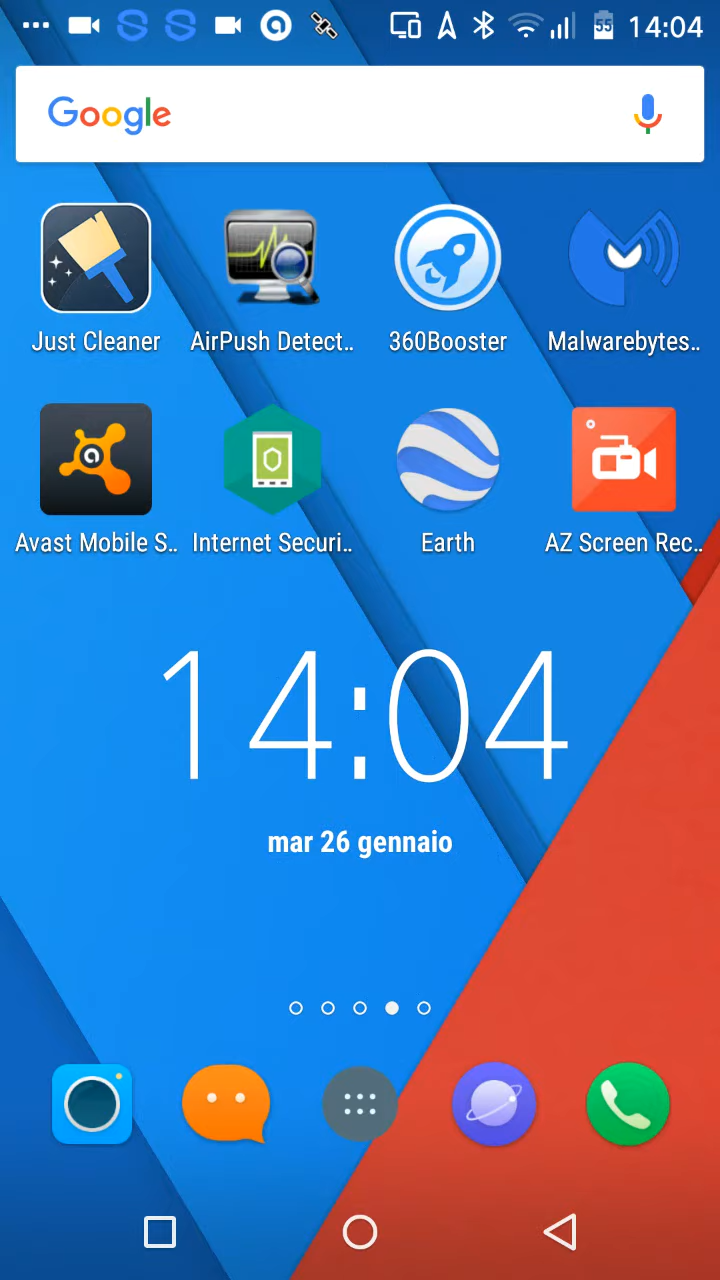 55 14:04
Google
Just Cleaner AirPush Detect.. 360Booster Malwarebytes..
Avast Mobile S.. Internet Securi.. Earth AZ Screen Rec..
14:04
mar 26 gennaio